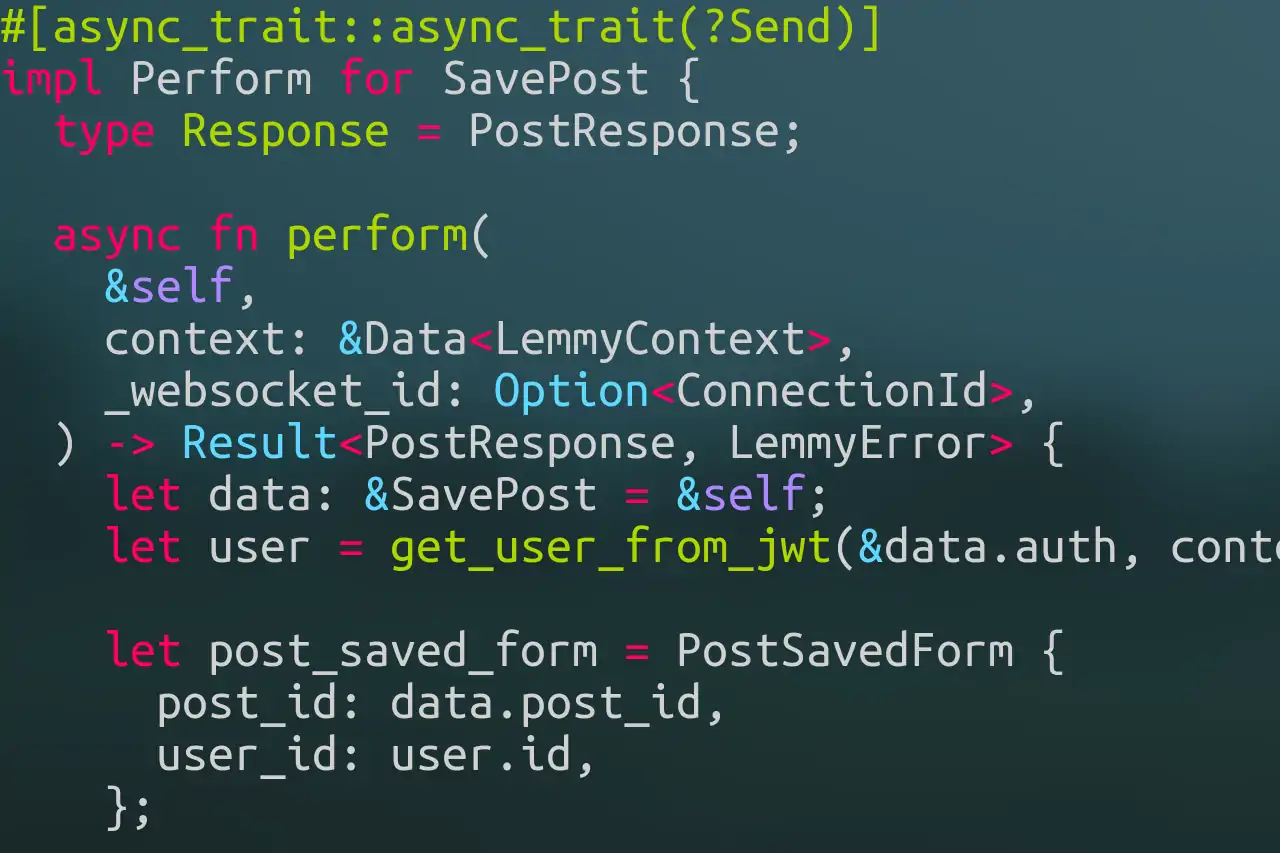 #[async_trait::async_trait(?Send)]
impl Perform for SavePost {
  type Response = PostResponse;

  async fn perform(
    &self,
    context: &Data<LemmyContext>,
    _websocket_id: Option<ConnectionId>,
  ) -> Result<PostResponse, LemmyError> {
    let data: &SavePost = &self;
    let user = get_user_from_jwt(&data.auth,

    let post_saved_form = PostSavedForm {
      post_id: data.post_id,
      user_id: user.id,
    };